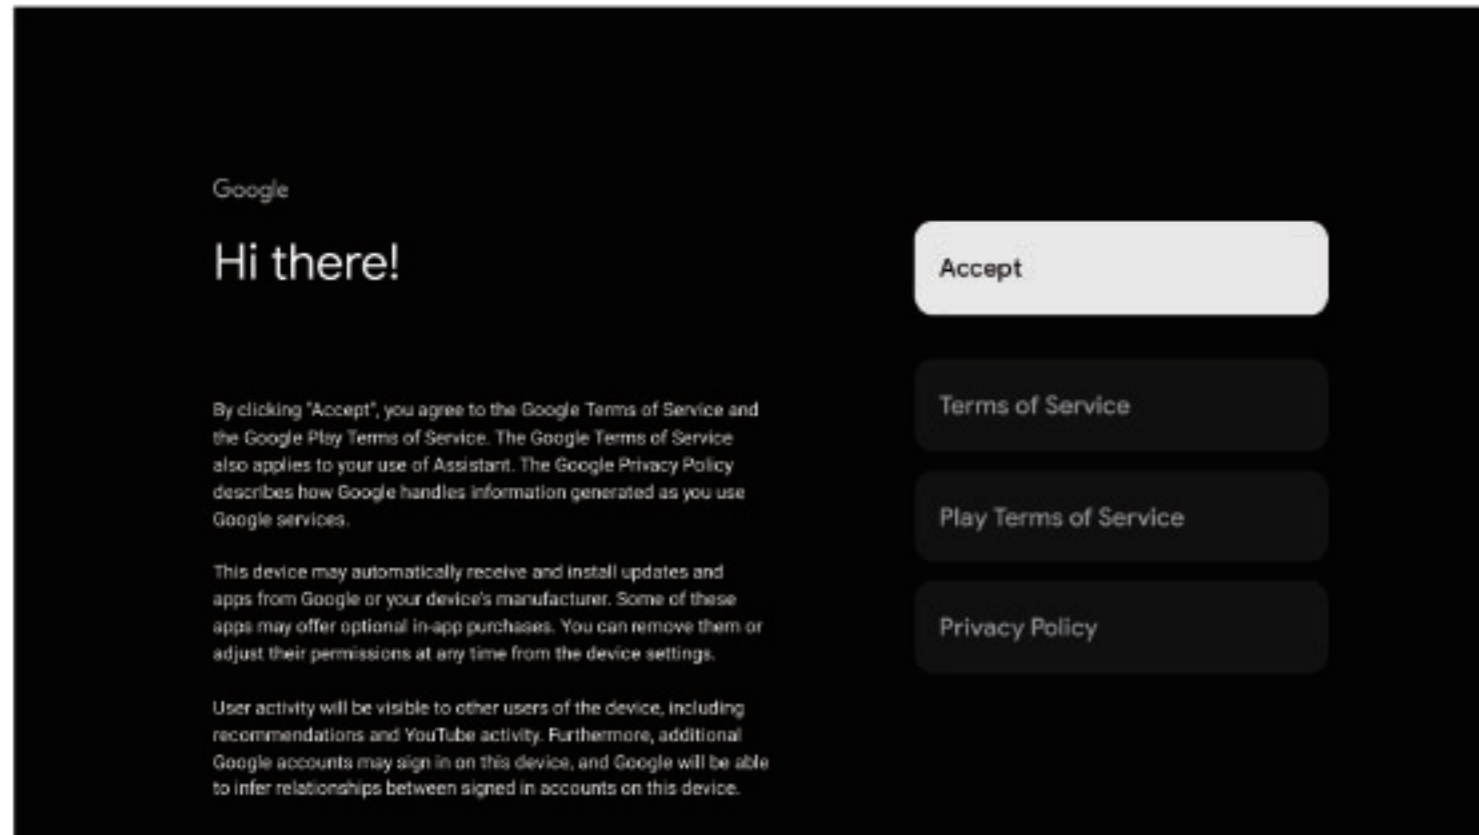 Google
Hi there!
By clicking "Accept", you agree to the Google Terms of Service and
the Google Play Terms of Service. The Google Terms of Service
also applies to your use of Assistant. The Google Privacy Policy
describes how Google handles information generated as you use
Google services.
This device may automatically receive and install updates and
apps from Google or your device's manufacturer. Some of these
apps may offer optional in-app purchases. You can remove them or
adjust their permissions at any time from the device settings.
User activity will be visible to other users of the device, including
recommendations and YouTube activity. Furthermore, additional
Google accounts may sign in on this device, and Google will be able
to infer relationships between signed in accounts on this device.
Accept
Terms of Service
Play Terms of Service
Privacy Policy